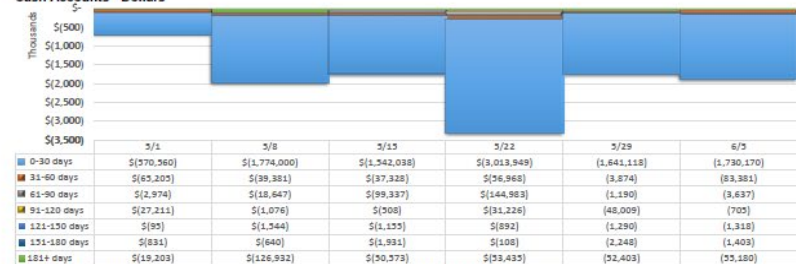 Cash Accounts - Dollars
Thousands
$-
$(500)
$(1,000)
$(1,500)
$(2,000)
$(2,500)
$(3,000)
$(3,500)
5/1 5/8 5/15 5/22 5/29 6/5
0-30 days $(570,560) $(1,774,000) $(1,542,038) $(3,013,949) (1,641,118) (1,730,170)
31-60 days $(65,205) $(39,381) $(37,328) $(56,968) (3,874) (83,381)
61-90 days $(2,974) $(18,647) $(99,337) $(144,983) (1,190) (3,637)
91-120 days $(27,211) $(1,076) $(508) $(31,226) (48,009) (705)
121-150 days $(95) $(1,544) $(1,155) $(892) (1,290) (1,318)
151-180 days $(831) $(640) $(1,931) $(108) (2,248) (1,403)
181+ days $(19,203) $(126,932) $(50,573) $(53,435) (52,403) (55,180)